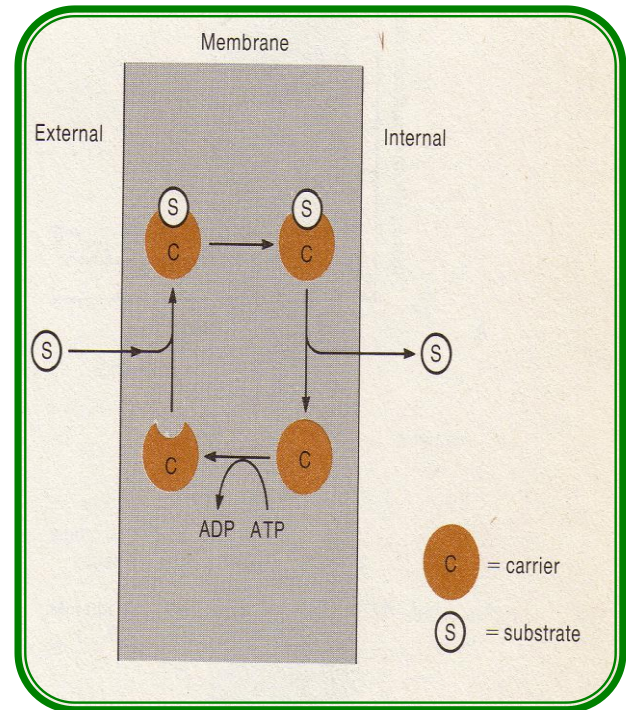 Membrane
External
Internal
S
S
C
C
S
S
C
C
ADP ATP
C = carrier
S = substrate